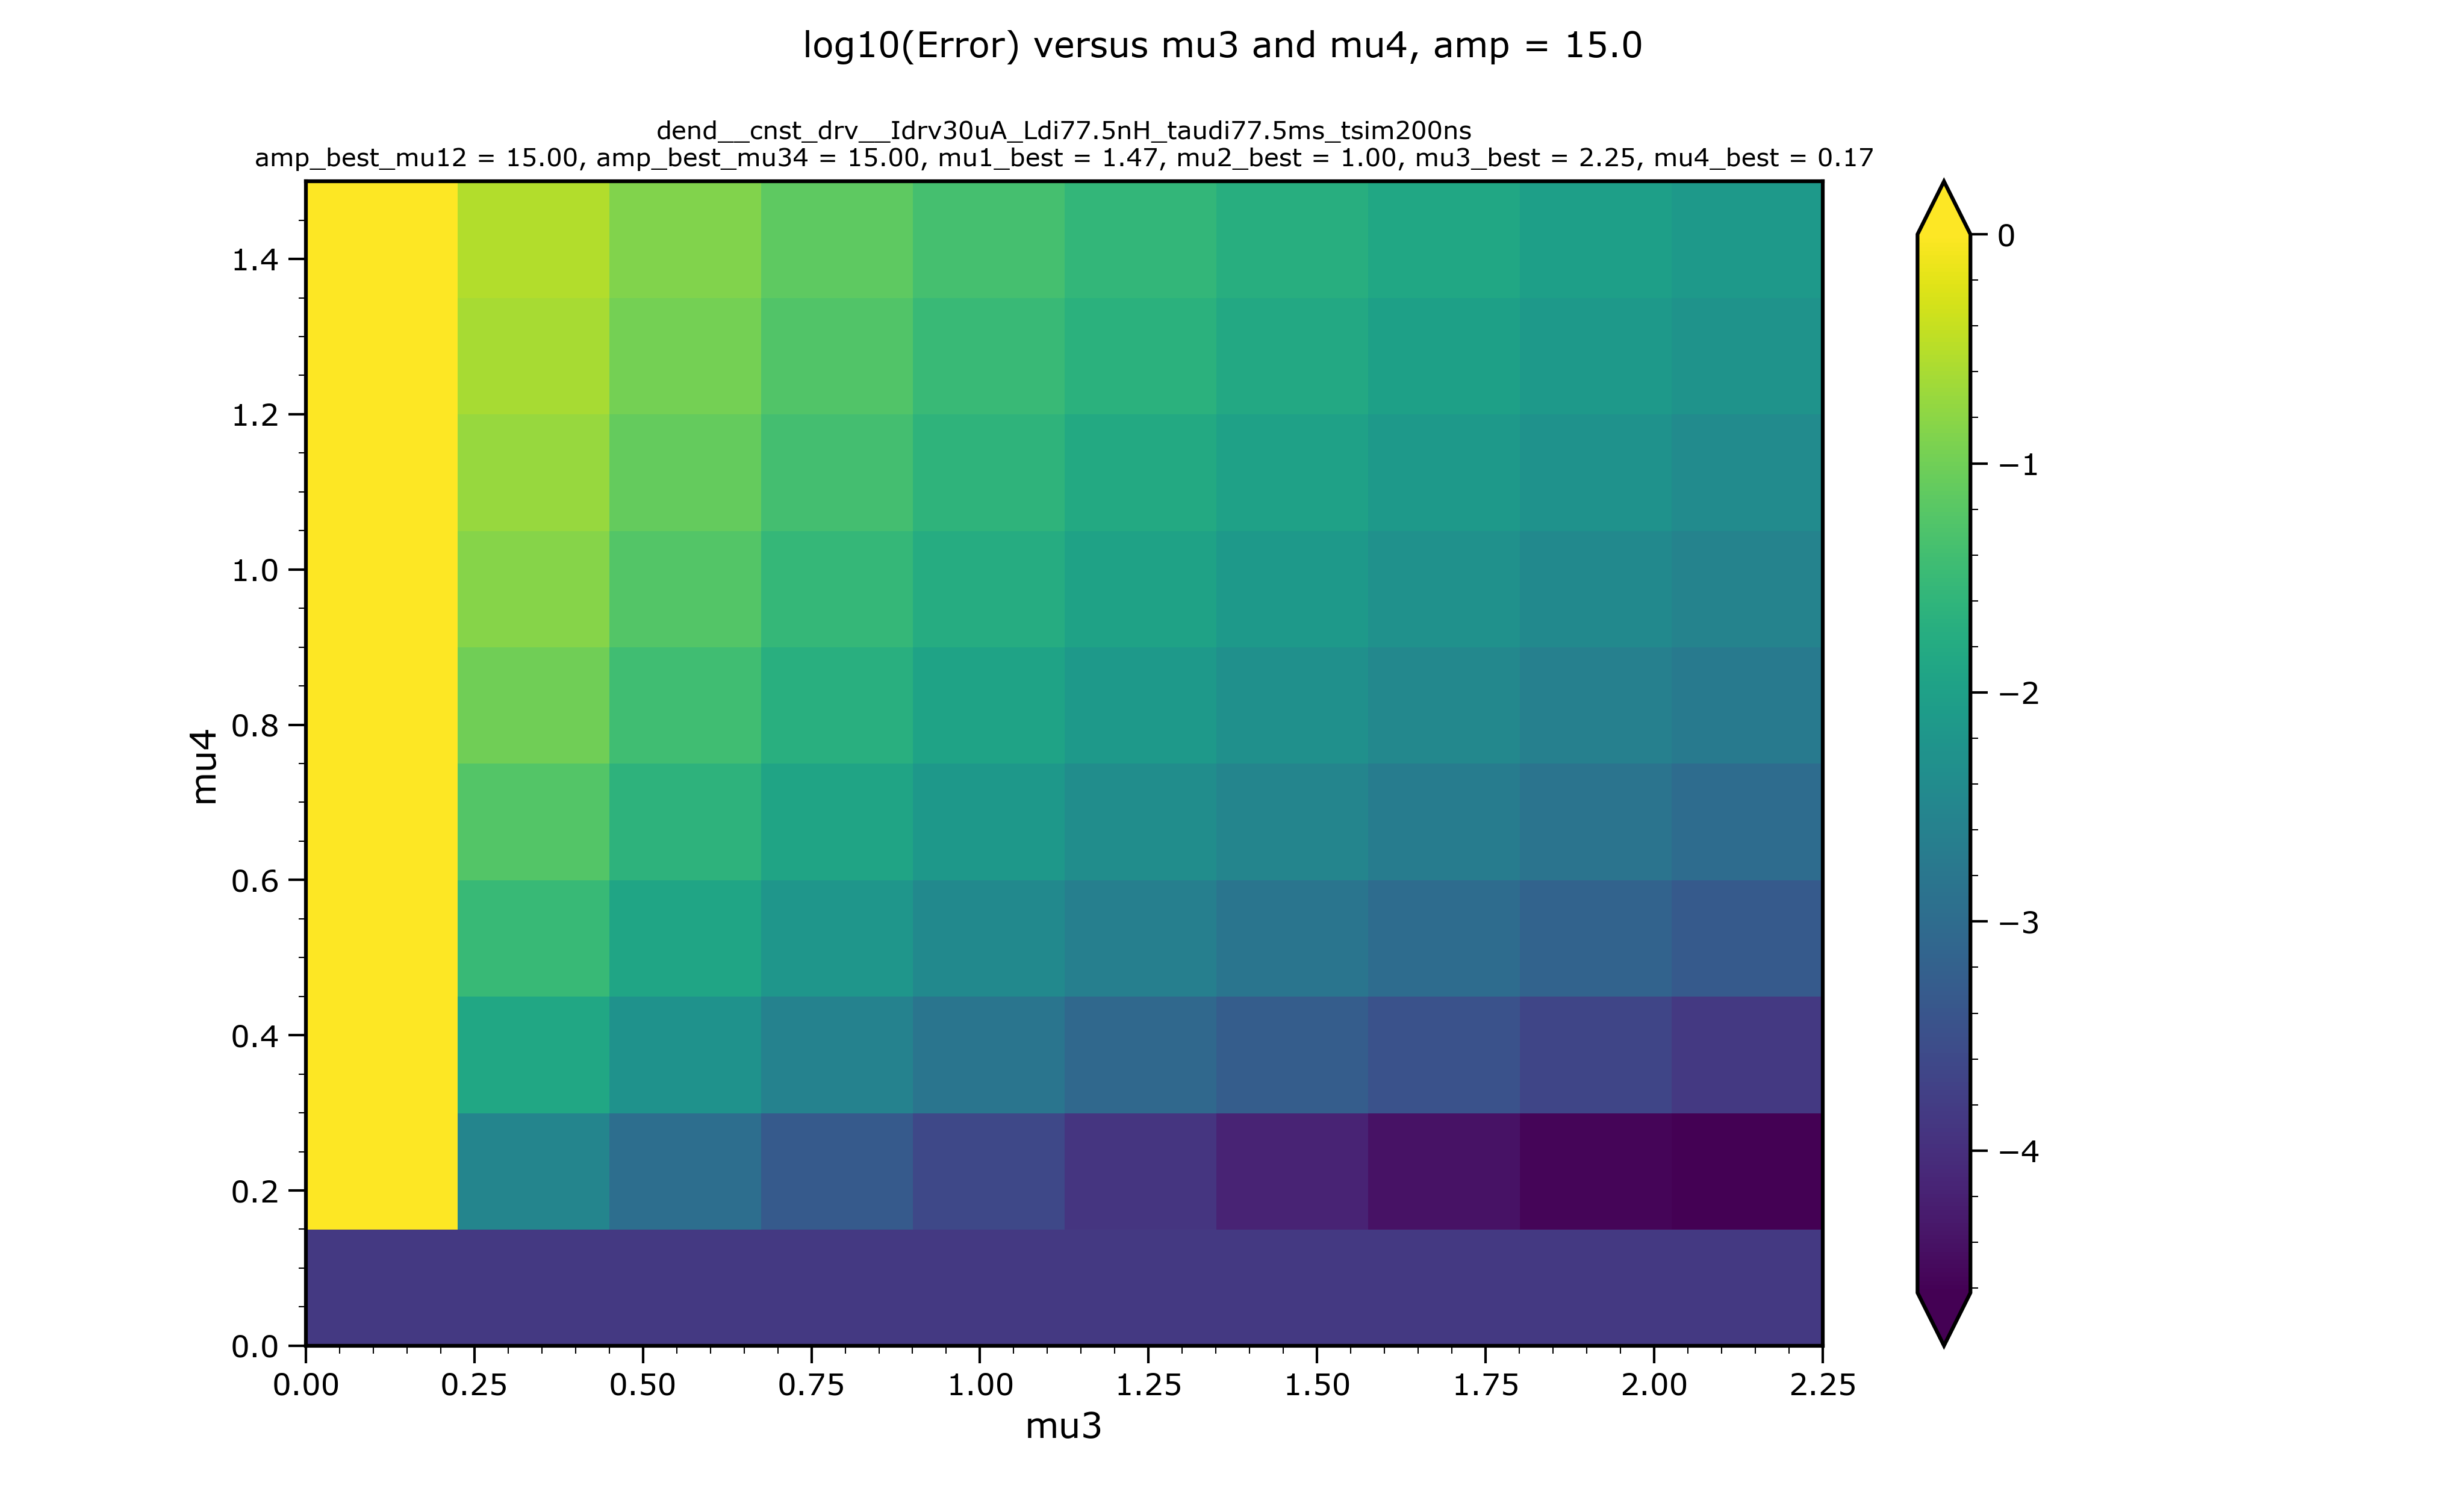 log10(Error) versus mu3 and mu4, amp = 15.0
dend__cnst_drv__Idrv30uA_Ldi77.5nH_taudi77.5ms_tsim200ns
amp_best_mu12 = 15.00, amp_best_mu34 = 15.00, mu1_best = 1.47, mu2_best = 1.00, mu3_best = 2.25, mu4_best = 0.17
mu4
1.4
1.2
1.0
0.8
0.6
0.4
0.2
0.0
0.00 0.25 0.50 0.75 1.00 1.25 1.50 1.75 2.00 2.25
mu3
0
−1
−2
−3
−4